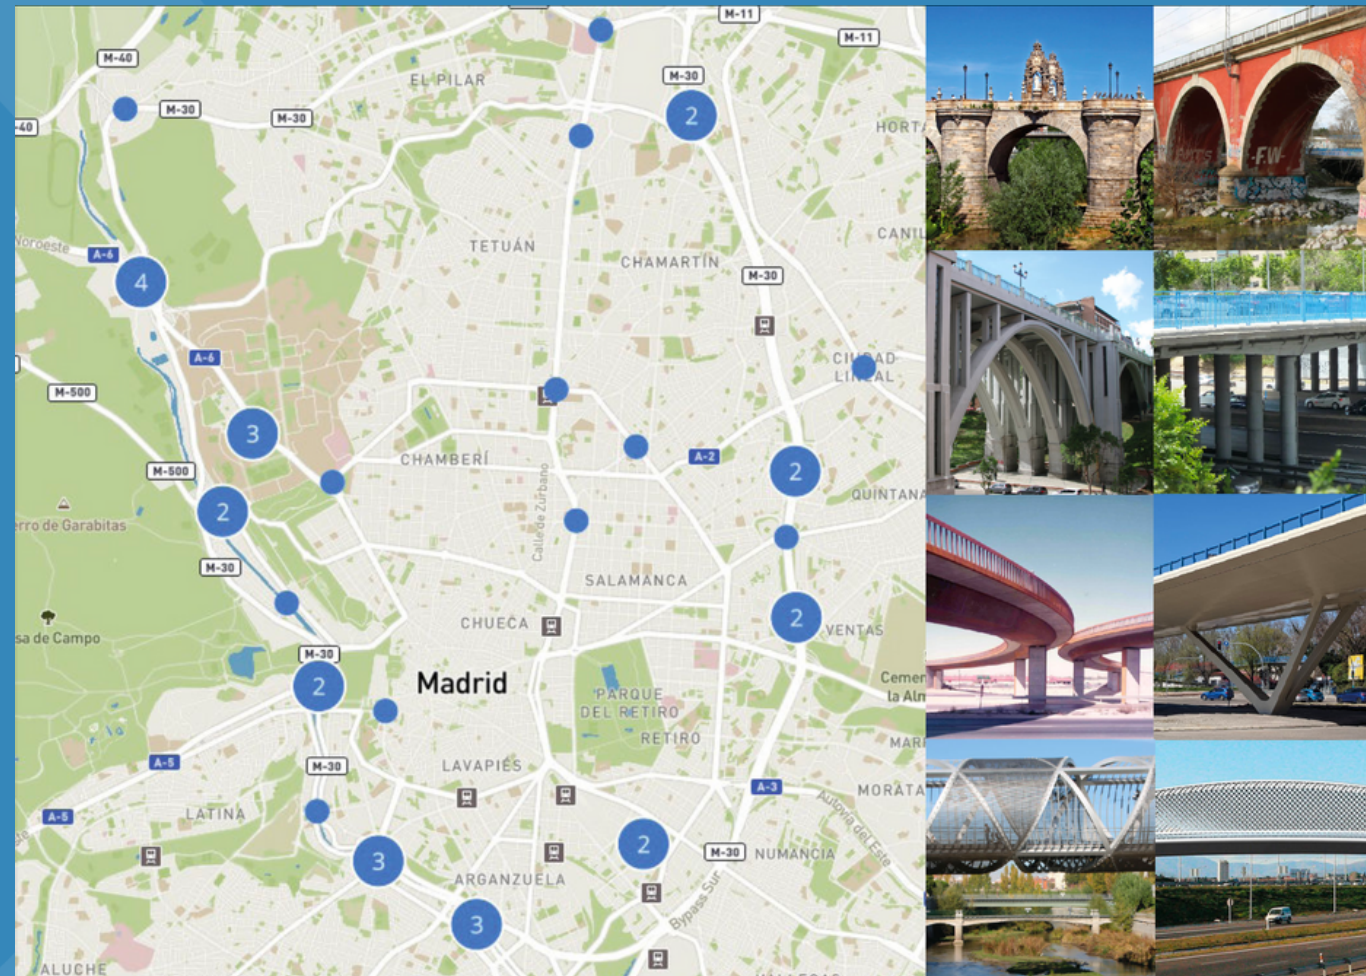 M-11
M-11
M-40
M-30
EL PILAR
M-30
2
M-30
M-30
-40
HORTA
TETUÁN
CHAMARTÍN
CANIL
Noroeste
A-6
4
M-30
A-6
CIUDAD
LINEAL
M-500
3
CHAMBERÍ
A-2
M-500
2
Calle de Zurbano
2
QUINTANA
erro de Garabitas
M-30
SALAMANCA
sa de Campo
CHUECA
2
VENTAS
M-30
2
Madrid
PARQUE
DEL RETIRO
RETIRO
Cemen
la Alm
MARI
A-5
M-30
LAVAPIÉS
A-3
MORATA
LATINA
A-5
Autovía del Este
3
2
M-30
NUMANCIA
ARGANZUELA
Bypass Sur
3
ALUCHE
-F.W-